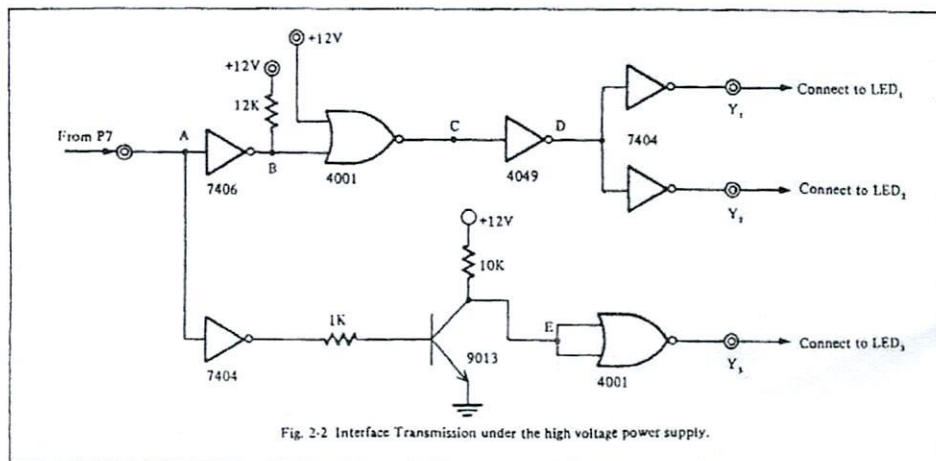 +12V
+12V
12K
From P7
A
B
7406
4001
C
D
4049
7404
Y₁
Connect to LED₁
Y₂
Connect to LED₂
+12V
10K
1K
7404
9013
E
4001
Y₃
Connect to LED₃
Fig. 2-2 Interface Transmission under the high voltage power supply.